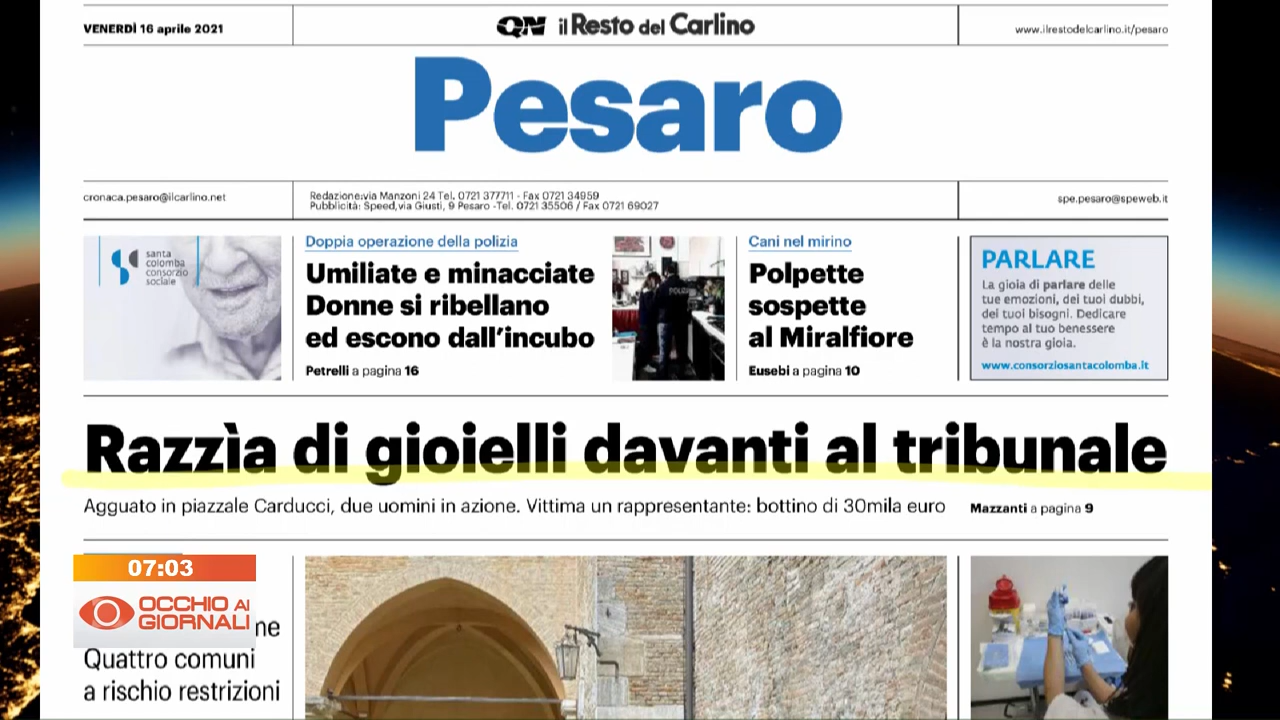 VENERDÌ 16 aprile 2021
QN il Resto del Carlino
www.ilrestodelcarlino.it/pesaro
Pesaro
cronaca.pesaro@ilcarlino.net
Redazione:via Manzoni 24 Tel. 0721 377711 - Fax 0721 34959
Pubblicità: Speed,via Giusti, 9 Pesaro -Tel. 0721 35506 / Fax 0721 69027
spe.pesaro@speweb.it
santa
colomba
consorzio
sociale
Doppia operazione della polizia
Umiliate e minacciate
Donne si ribellano
ed escono dall'incubo
Petrelli a pagina 16
POLIZIA
Cani nel mirino
Polpette
sospette
al Miralfiore
Eusebi a pagina 10
PARLARE
La gioia di parlare delle
tue emozioni, dei tuoi dubbi,
dei tuoi bisogni. Dedicare
tempo al tuo benessere
è la nostra gioia.
www.consorziosantacolomba.it
Razzìa di gioielli davanti al tribunale
Agguato in piazzale Carducci, due uomini in azione. Vittima un rappresentante: bottino di 30mila euro
Mazzanti a pagina 9
07:03
OCCHIO AI
GIORNALI
ne
Quattro comuni
a rischio restrizioni